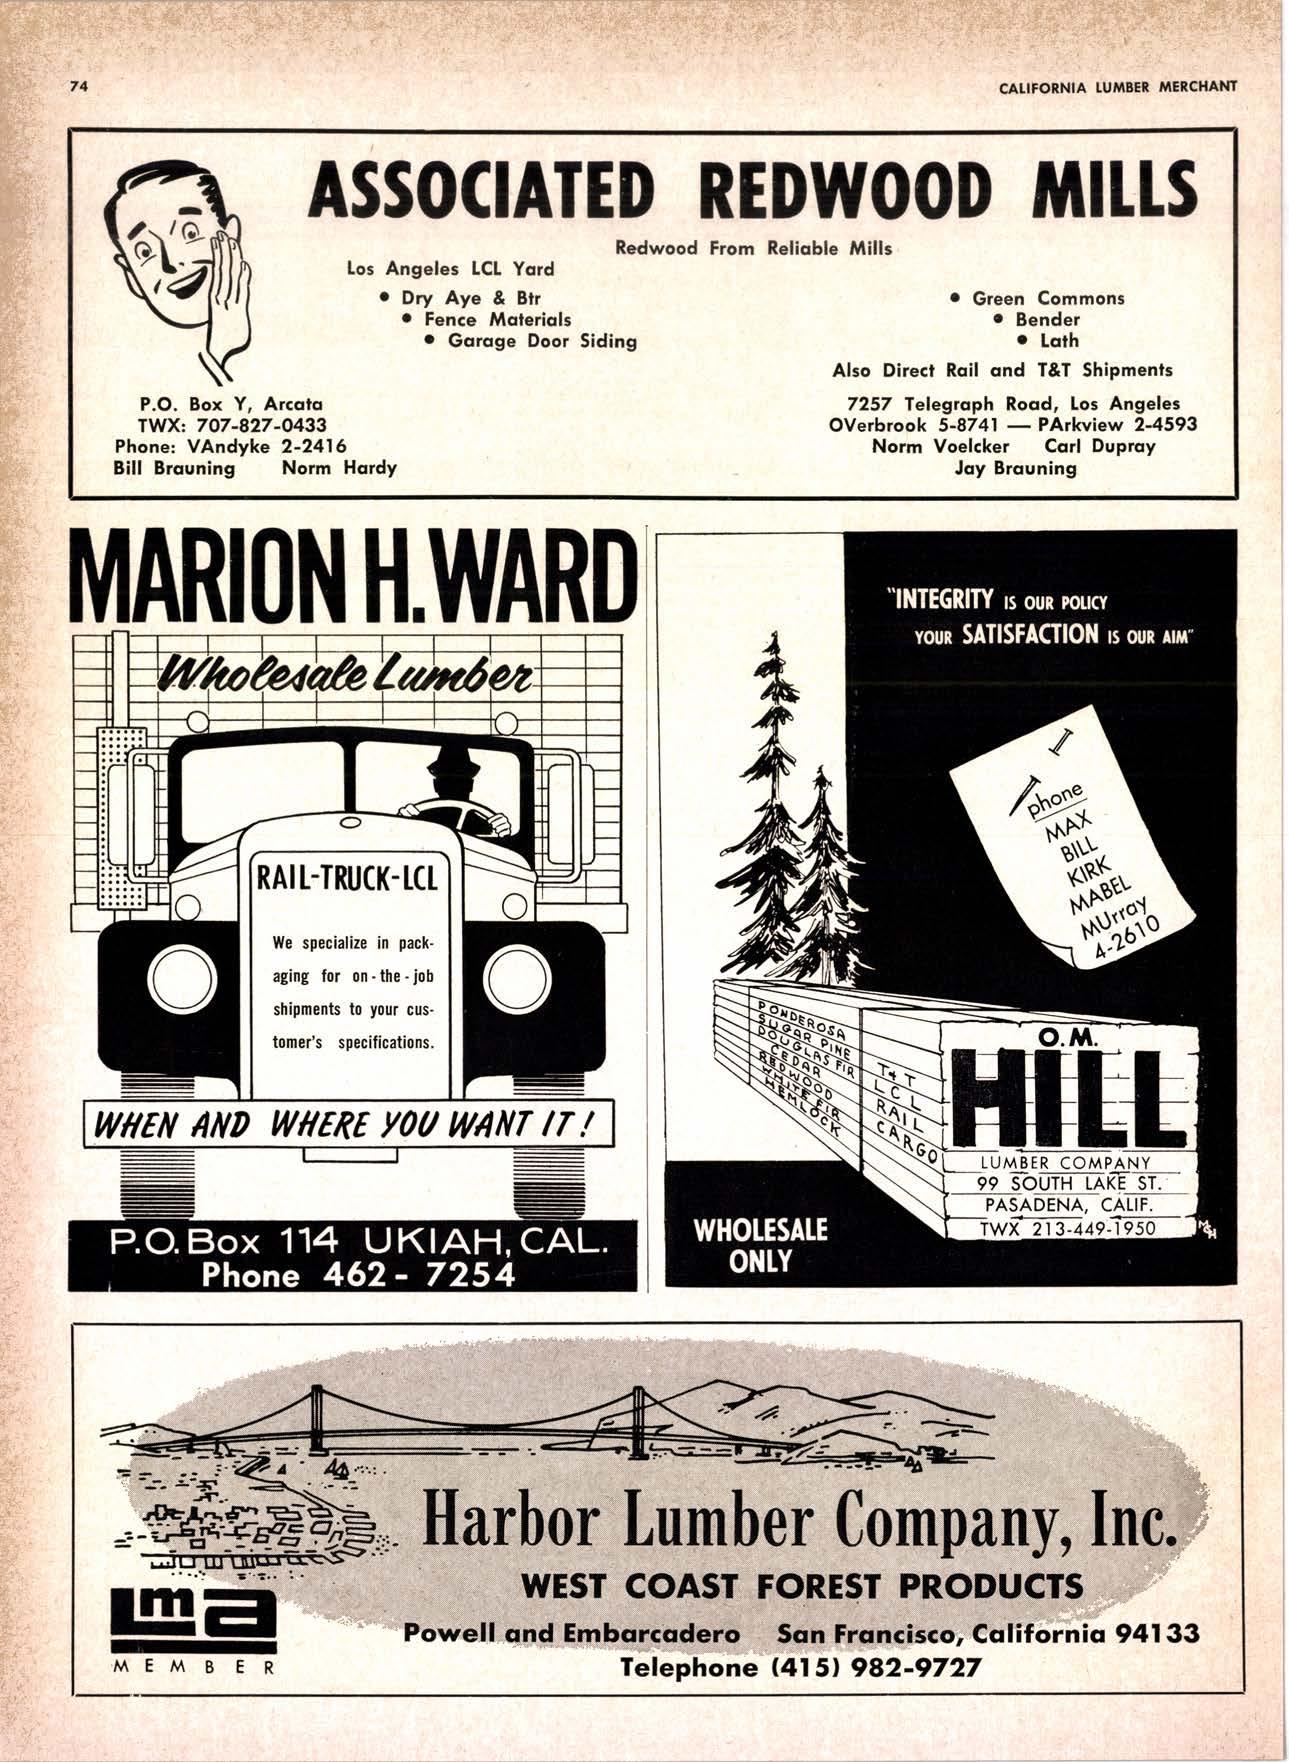 74
CALIFORNIA LUMBER MERCHANT
ASSOCIATED REDWOOD MILLS
Redwood From Reliable Mills
Los Angeles LCL Yard
• Dry Aye & Btr
• Fence Materials
• Garage Door Siding
• Green Commons
• Bender
• Lath
Also Direct Rail and T&T Shipments
P.O. Box Y, Arcata
TWX: 707-827-0433
Phone: VAndyke 2-2416
Bill Brauning Norm Hardy
7257 Telegraph Road, Los Angeles
OVerbrook 5-8741 — PArkview 2-4593
Norm Voelcker Carl Dupray
Jay Brauning
MARION H. WARD
Wholesale Lumber
RAIL-TRUCK-LCL
We specialize in pack-
aging for on-the-job
shipments to your cus-
tomer's specifications.
WHEN AND WHERE YOU WANT IT!
P.O. Box 114 UKIAH, CAL.
Phone 462-7254
"INTEGRITY IS OUR POLICY
YOUR SATISFACTION IS OUR AIM"
phone
MAX
BILL
KIRK
MABEL
MUrray
4-2610
PONDEROSA
SUGAR PINE
DOUGLAS FIR
CEDAR
REDWOOD
WHITE FIR
HEMLOCK
T+T
LCL
RAIL
CARGO
O.M.
HILL
LUMBER COMPANY
99 SOUTH LAKE ST.
PASADENA, CALIF.
TWX 213-449-1950
WHOLESALE
ONLY
Harbor Lumber Company, Inc.
WEST COAST FOREST PRODUCTS
Powell and Embarcadero San Francisco, California 94133
Telephone (415) 982-9727
LMA
MEMBER